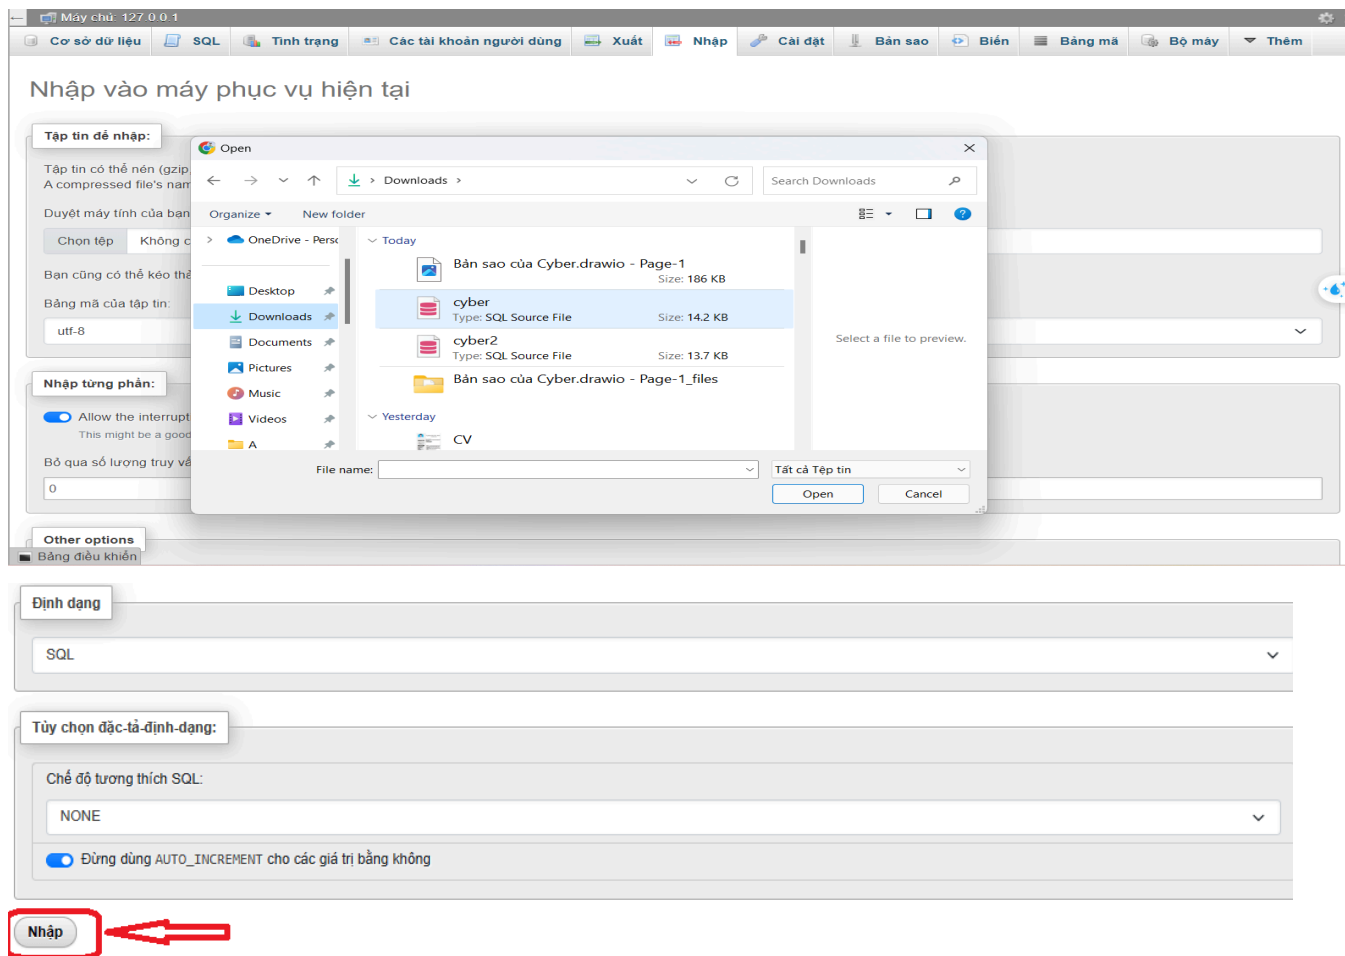 Máy chủ: 127.0.0.1
Cơ sở dữ liệu SQL Tình trạng Các tài khoản người dùng Xuất Nhập Cài đặt Bản sao Biến Bảng mã Bộ máy Thêm
Nhập vào máy phục vụ hiện tại
Tập tin để nhập:
Open
Tập tin có thể nén (gzip,
A compressed file's nam
Downloads
Search Downloads
Duyệt máy tính của bạn
Organize
New folder
Chọn tệp Không c
OneDrive - Perso
Today
Bản sao của Cyber.drawio - Page-1
Size: 186 KB
Bạn cũng có thể kéo thả
Desktop
cyber
Type: SQL Source File Size: 14.2 KB
Bảng mã của tập tin:
Downloads
utf-8
Documents
cyber2
Type: SQL Source File Size: 13.7 KB
Select a file to preview.
Pictures
Bản sao của Cyber.drawio - Page-1_files
Nhập từng phần:
Music
Allow the interrupt
This might be a good
Videos
Yesterday
A
CV
Bỏ qua số lượng truy vấ
File name:
Tất cả Tệp tin
0
Open
Cancel
Other options
Bảng điều khiển
Định dạng
SQL
Tùy chọn đặc-tả-định-dạng:
Chế độ tương thích SQL:
NONE
Đừng dùng AUTO_INCREMENT cho các giá trị bằng không
Nhập